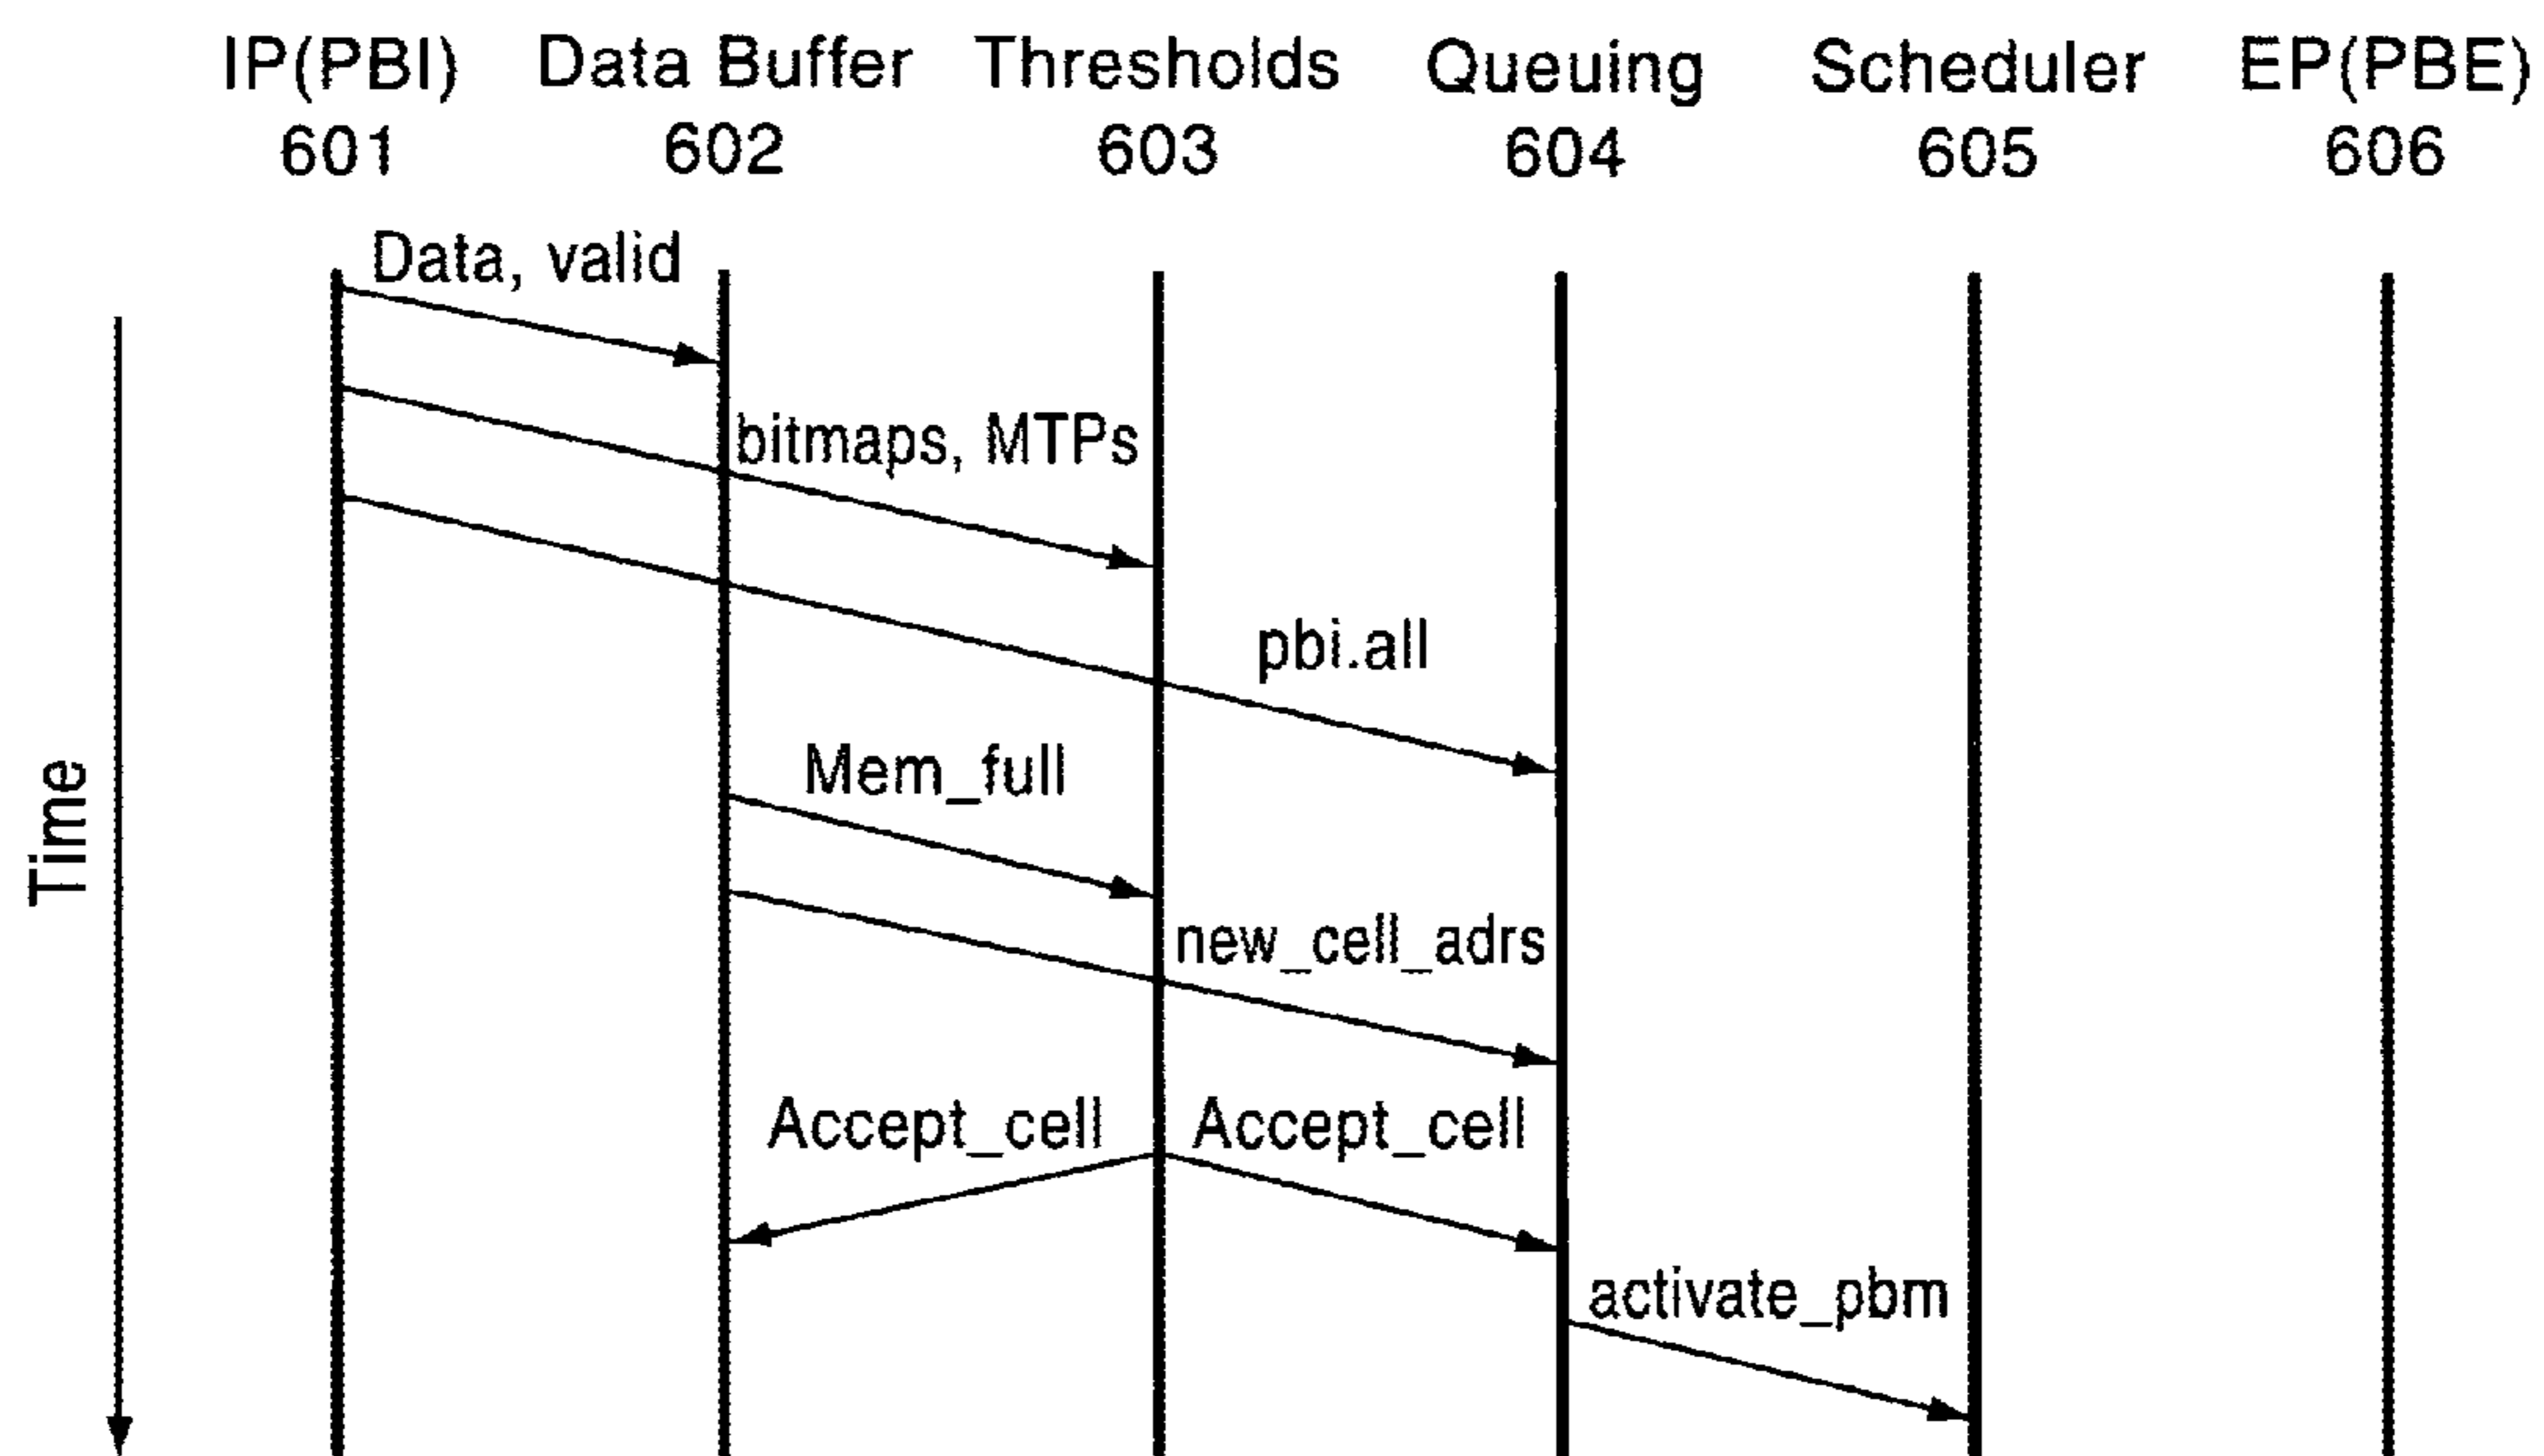 IP(PBI) Data Buffer Thresholds Queuing Scheduler EP(PBE)
601 602 603 604 605 606
Data, valid
bitmaps, MTPs
pbi.all
Mem_full
Time
new_cell_adrs
Accept_cell Accept_cell
activate_pbm